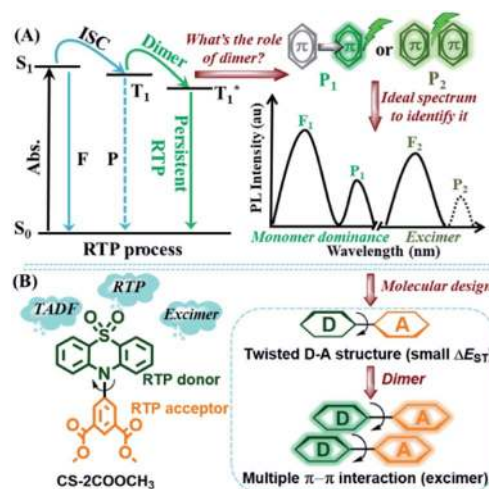 (A)
ISC
Dimer
What's the role
of dimer?
π
π
or
π
π
P₁
P₂
S₁
T₁
T₁*
Abs.
F
P
Persistent
RTP
S₀
RTP process
Ideal spectrum
to identify it
PL Intensity (au)
F₁
P₁
F₂
P₂
Monomer dominance
Excimer
Wavelength (nm)
(B)
TADF
RTP
Excimer
O
O
S
N
RTP donor
RTP acceptor
O
O
O
O
CS-2COOCH₃
Molecular design
D
A
Twisted D-A structure (small ΔE_ST)
Dimer
D
A
D
A
Multiple π–π interaction (excimer)